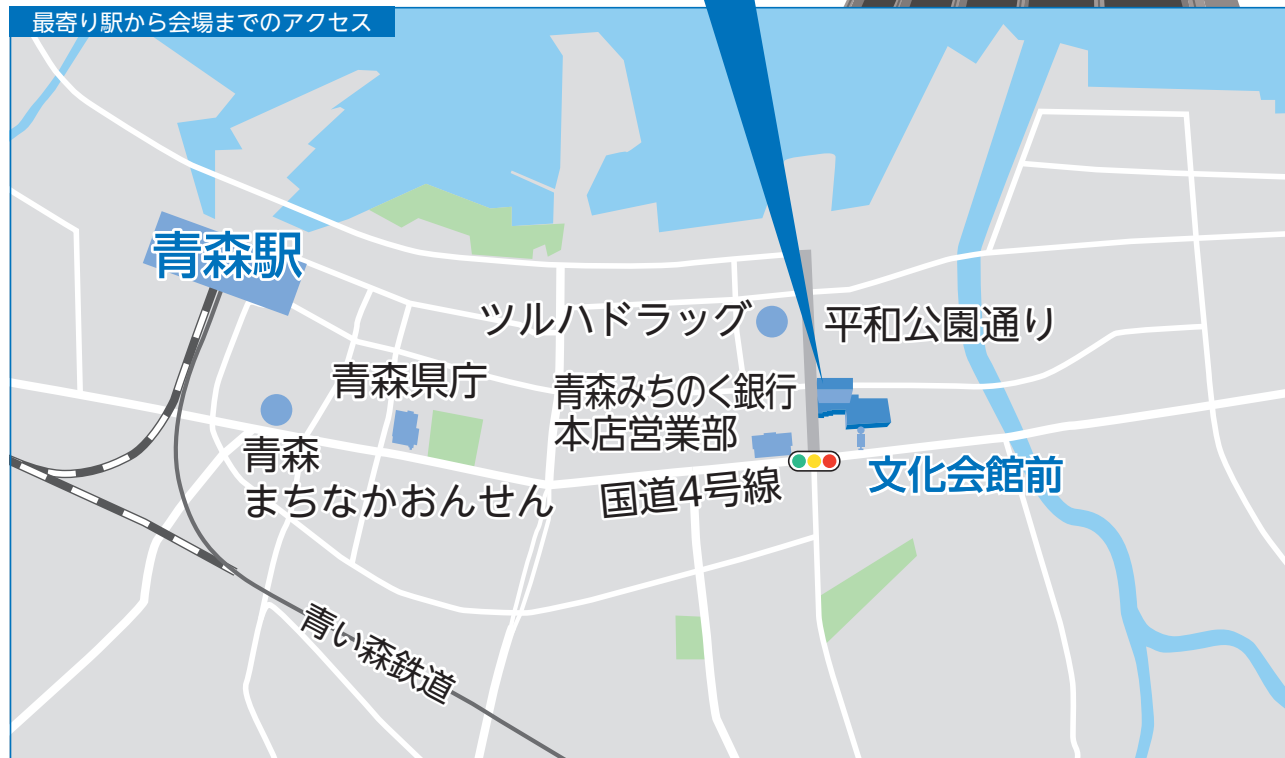 最寄り駅から会場までのアクセス
青森駅
ツルハドラッグ
平和公園通り
青森県庁
青森みちのく銀行
本店営業部
青森
まちなかおんせん
国道4号線
文化会館前
青い森鉄道